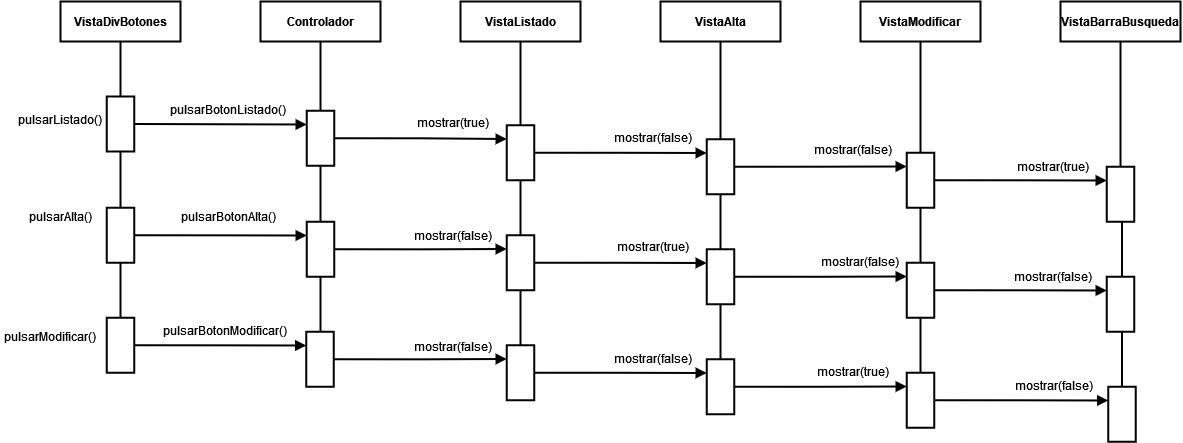 VistaDivBotones
Controlador
VistaListado
VistaAlta
VistaModificar
VistaBarraBusqueda
pulsarListado()
pulsarBotonListado()
mostrar(true)
mostrar(false)
mostrar(false)
mostrar(true)
pulsarAlta()
pulsarBotonAlta()
mostrar(false)
mostrar(true)
mostrar(false)
mostrar(false)
pulsarModificar()
pulsarBotonModificar()
mostrar(false)
mostrar(false)
mostrar(true)
mostrar(false)